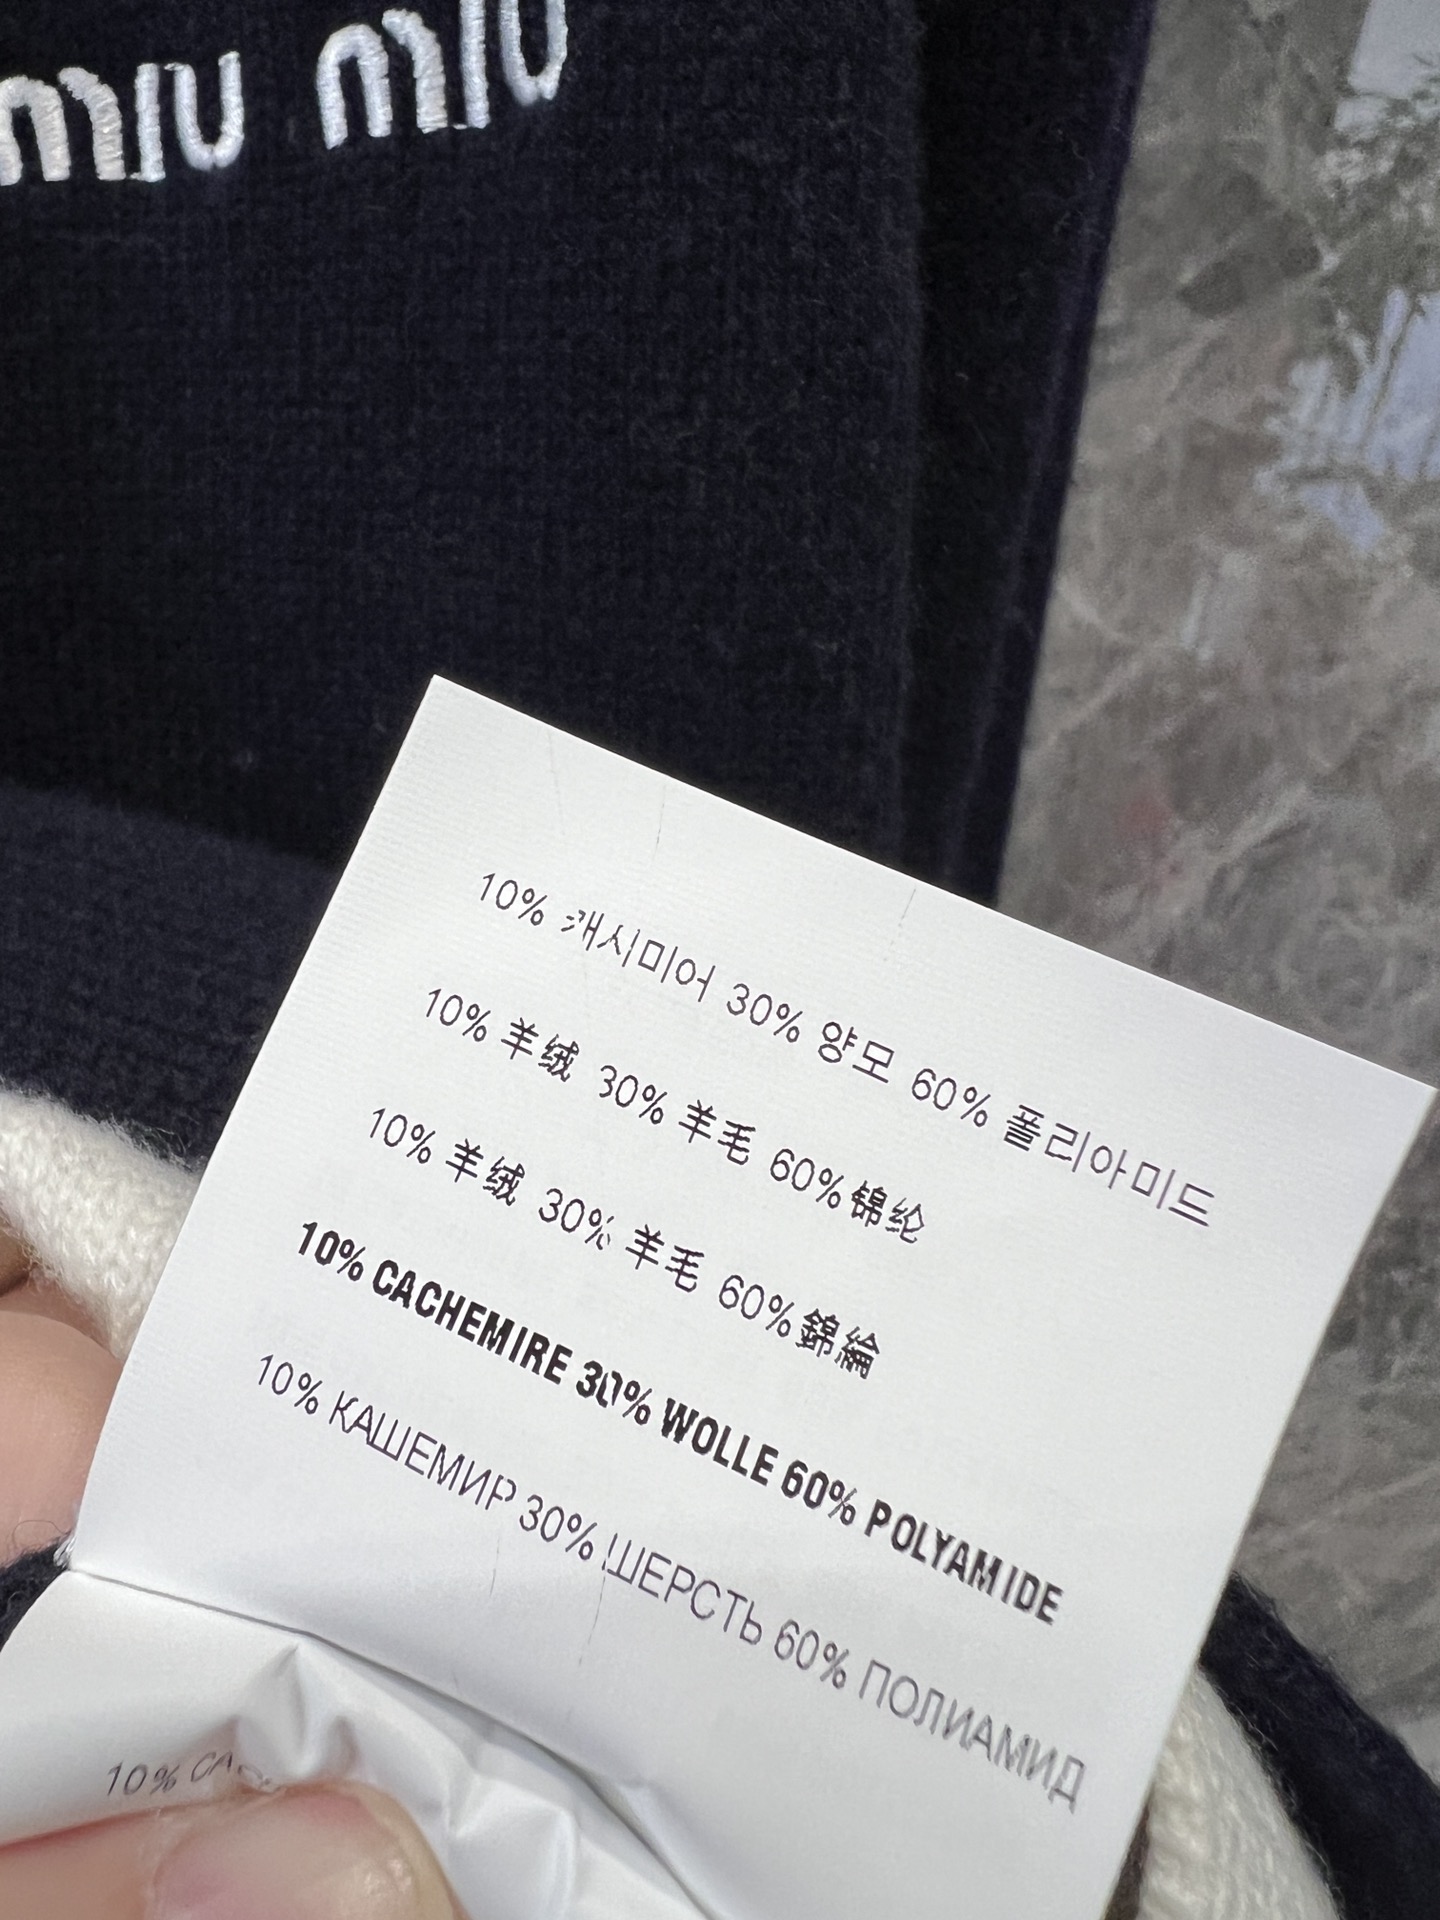 miu miu
10% 캐시미어 30% 양모 60% 폴리아미드
10% 羊绒 30% 羊毛 60%锦纶
10% 羊绒 30% 羊毛 60%錦綸
10% CACHEMIRE 30% WOLLE 60% POLYAMIDE
10% КАШЕМИР 30% ШЕРСТЬ 60% ПОЛИАМИД
10%